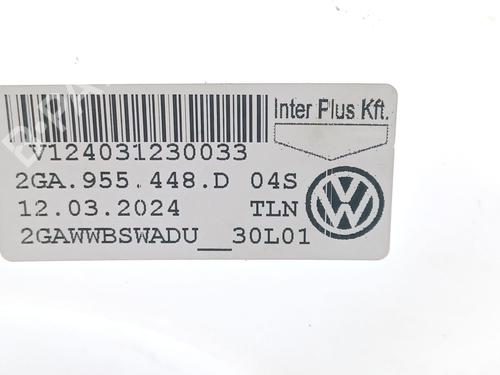 Inter Plus Kft.
V124031230033
2GA.955.448.D 04S
12.03.2024 TLN
2GAWWBSWADU__30L01